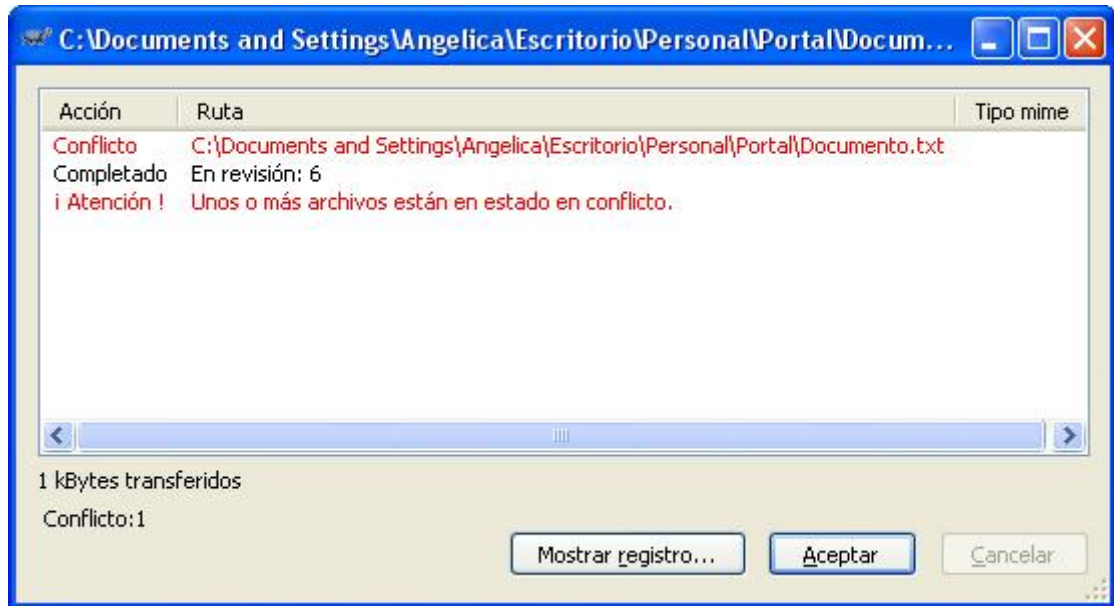 C:\Documents and Settings\Angelica\Escritorio\Personal\Portal\Docum...
Acción Ruta Tipo mime
Conflicto C:\Documents and Settings\Angelica\Escritorio\Personal\Portal\Documento.txt
Completado En revisión: 6
¡ Atención ! Unos o más archivos están en estado en conflicto.
1 kBytes transferidos
Conflicto:1
Mostrar registro... Aceptar Cancelar